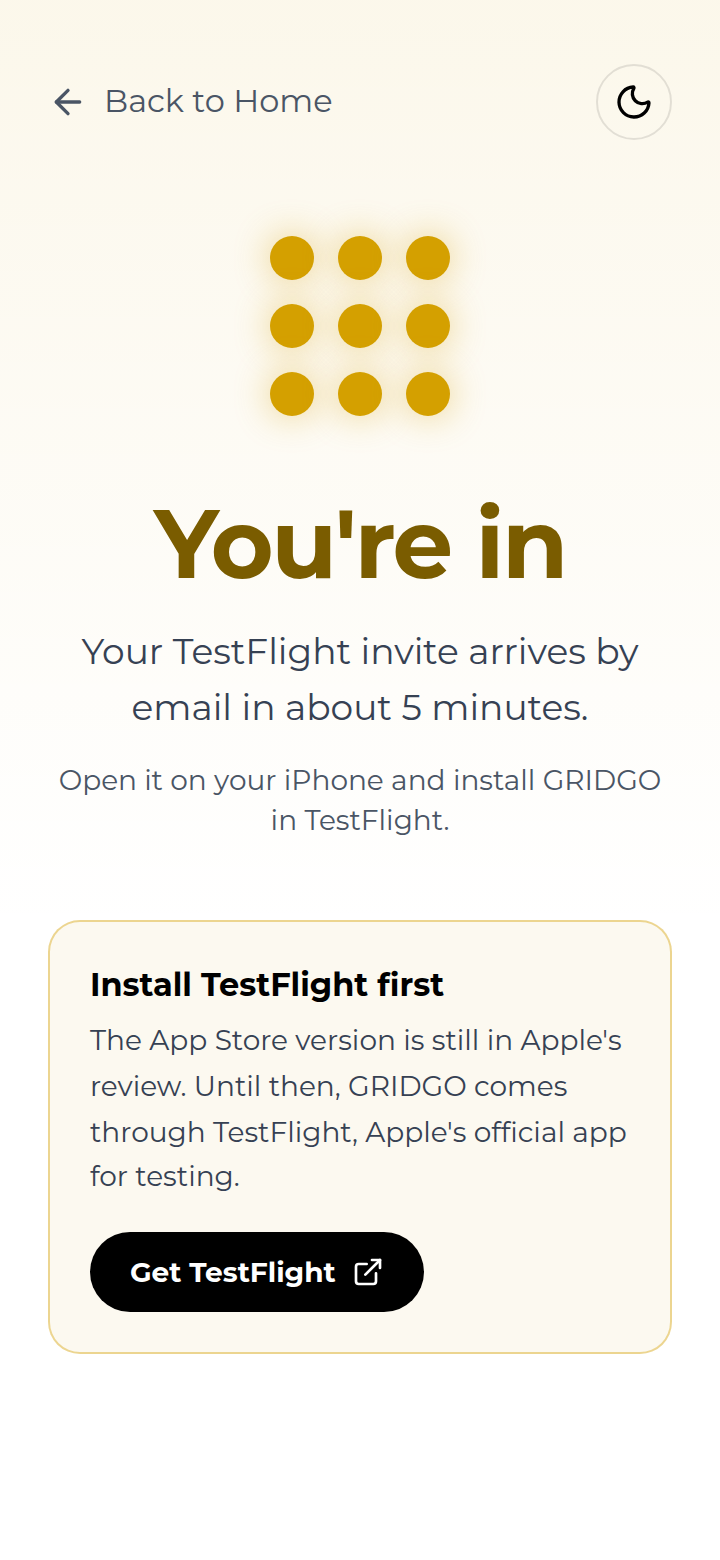 Back to Home
You're in
Your TestFlight invite arrives by
email in about 5 minutes.
Open it on your iPhone and install GRIDGO
in TestFlight.
Install TestFlight first
The App Store version is still in Apple's
review. Until then, GRIDGO comes
through TestFlight, Apple's official app
for testing.
Get TestFlight